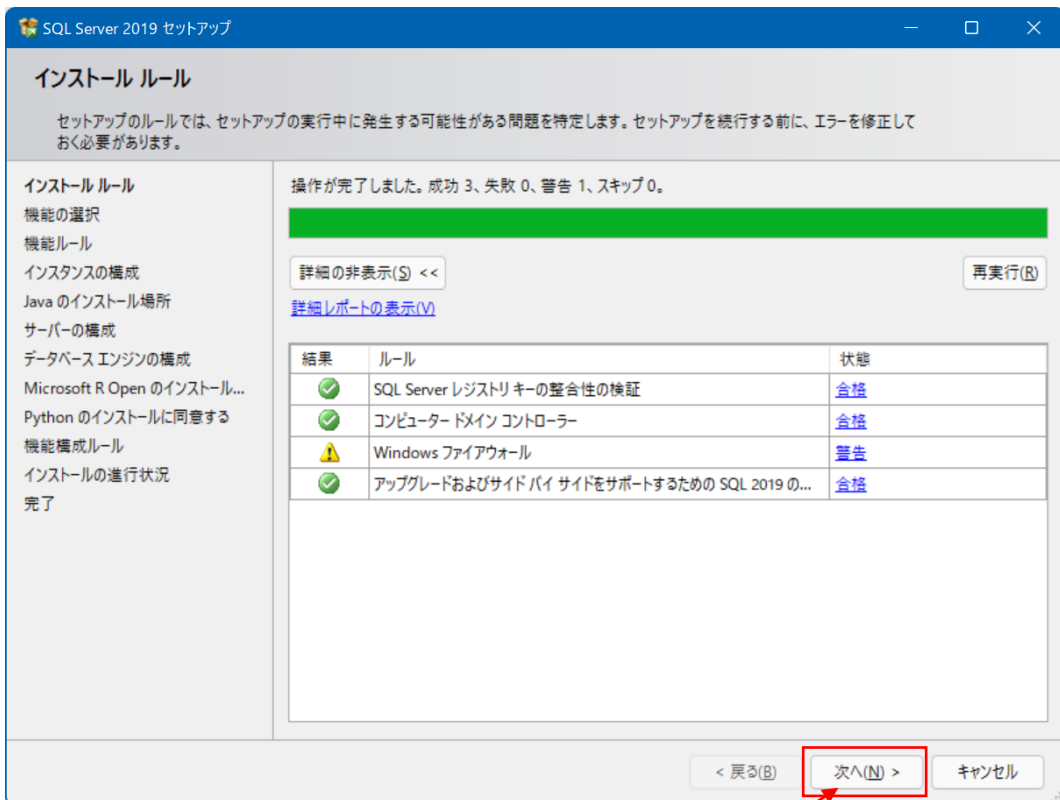 SQL Server 2019 セットアップ
インストール ルール
セットアップのルールでは、セットアップの実行中に発生する可能性がある問題を特定します。セットアップを続行する前に、エラーを修正して
おく必要があります。
インストール ルール
機能の選択
機能ルール
インスタンスの構成
Java のインストール場所
サーバーの構成
データベース エンジンの構成
Microsoft R Open のインストール...
Python のインストールに同意する
機能構成ルール
インストールの進行状況
完了
操作が完了しました。成功 3、失敗 0、警告 1、スキップ 0。
詳細の非表示(S) <<
再実行(R)
詳細レポートの表示(V)
結果 ルール 状態
SQL Server レジストリ キーの整合性の検証 合格
コンピューター ドメイン コントローラー 合格
Windows ファイアウォール 警告
アップグレードおよびサイド バイ サイドをサポートするための SQL 2019 の... 合格
< 戻る(B) 次へ(N) > キャンセル